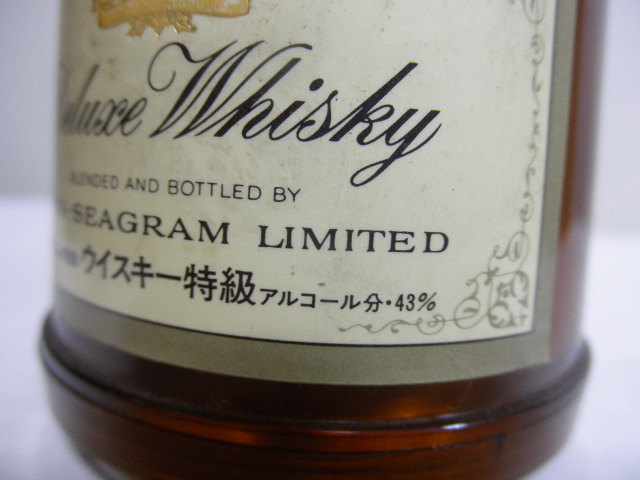 Deluxe Whisky
BLENDED AND BOTTLED BY
SEAGRAM LIMITED
ウイスキー特級 アルコール分・43%